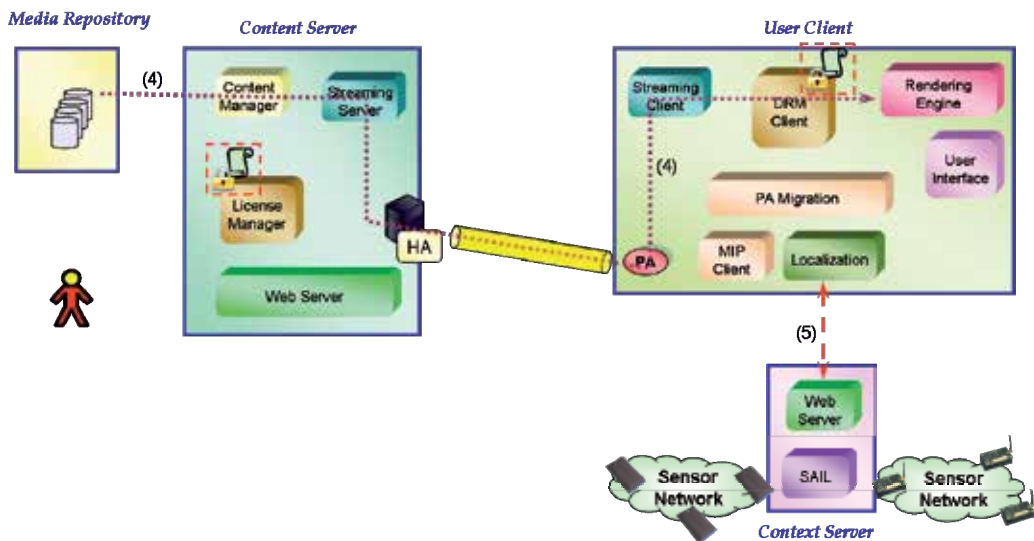 Media Repository
Content Server
User Client
(4)
Content
Manager
Streaming
Server
License
Manager
HA
Web Server
Streaming
Client
DRM
Client
Rendering
Engine
User
Interface
(4)
PA Migration
PA
MIP
Client
Localization
(5)
Web
Server
SAIL
Sensor
Network
Sensor
Network
Context Server